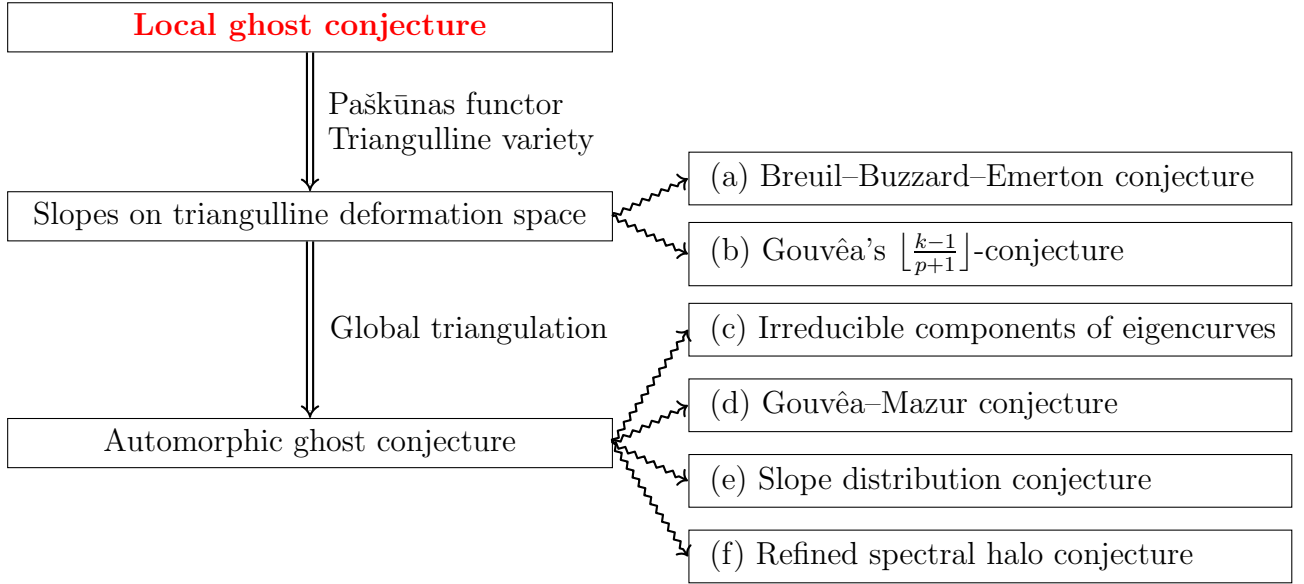 Local ghost conjecture
Paškūnas functor
Triangulline variety
(a) Breuil–Buzzard–Emerton conjecture
Slopes on triangulline deformation space
(b) Gouvêa's ⌊(k−1)/(p+1)⌋-conjecture
Global triangulation
(c) Irreducible components of eigencurves
(d) Gouvêa–Mazur conjecture
Automorphic ghost conjecture
(e) Slope distribution conjecture
(f) Refined spectral halo conjecture